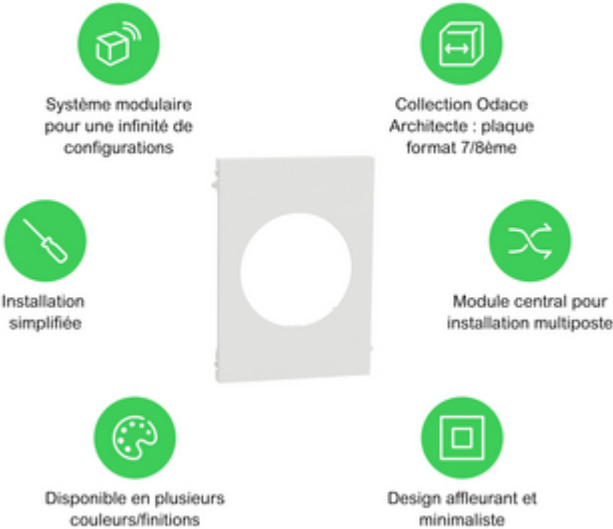 Système modulaire
pour une infinité de
configurations
Collection Odace
Architecte : plaque
format 7/8ème
Installation
simplifiée
Module central pour
installation multiposte
Disponible en plusieurs
couleurs/finitions
Design affleurant et
minimaliste